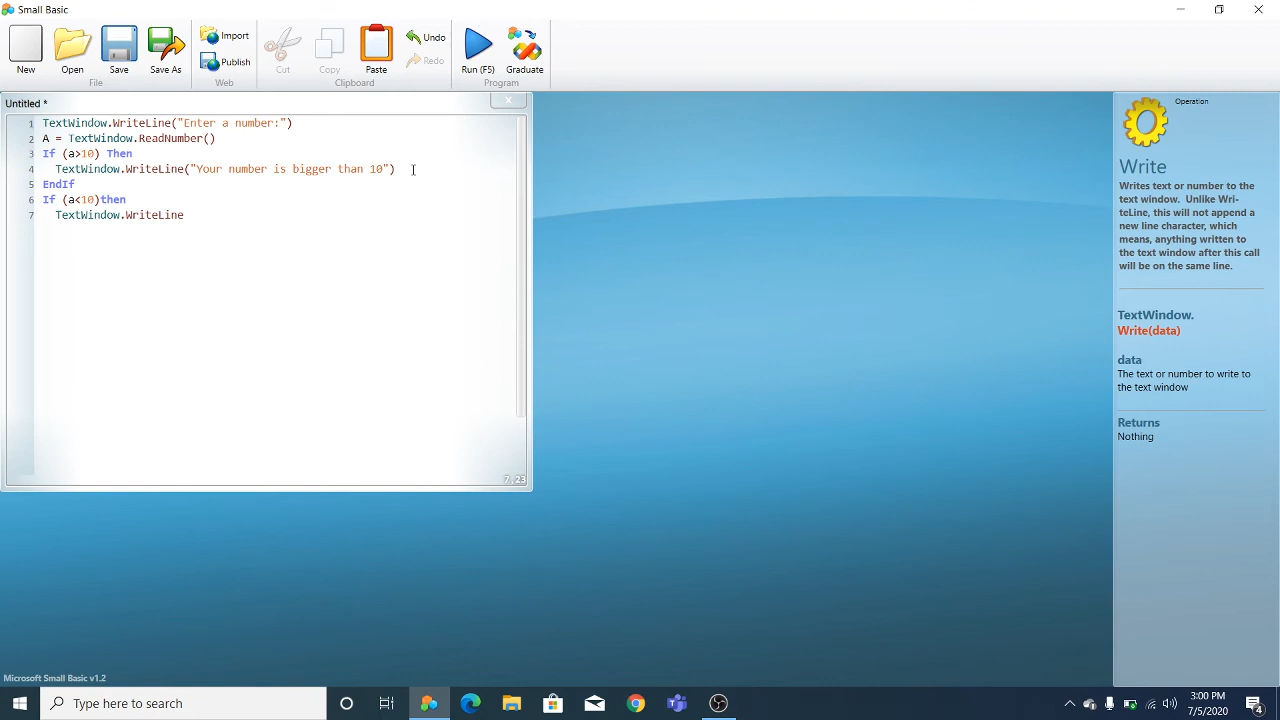 Small Basic
New
Open
Save
Save As
Import
Publish
Cut
Copy
Paste
Undo
Redo
Run (F5)
Graduate
File
Web
Clipboard
Program
Untitled *
x
1 TextWindow.WriteLine("Enter a number:")
2 A = TextWindow.ReadNumber()
3 If (a>10) Then
4 TextWindow.WriteLine("Your number is bigger than 10")
5 EndIf
6 If (a<10)then
7 TextWindow.WriteLine
7,23
Operation
Write
Writes text or number to the
text window. Unlike Wri-
teLine, this will not append a
new line character, which
means, anything written to
the text window after this call
will be on the same line.
TextWindow.
Write(data)
data
The text or number to write to
the text window
Returns
Nothing
Microsoft Small Basic v1.2
Type here to search
3:00 PM
7/5/2020
4